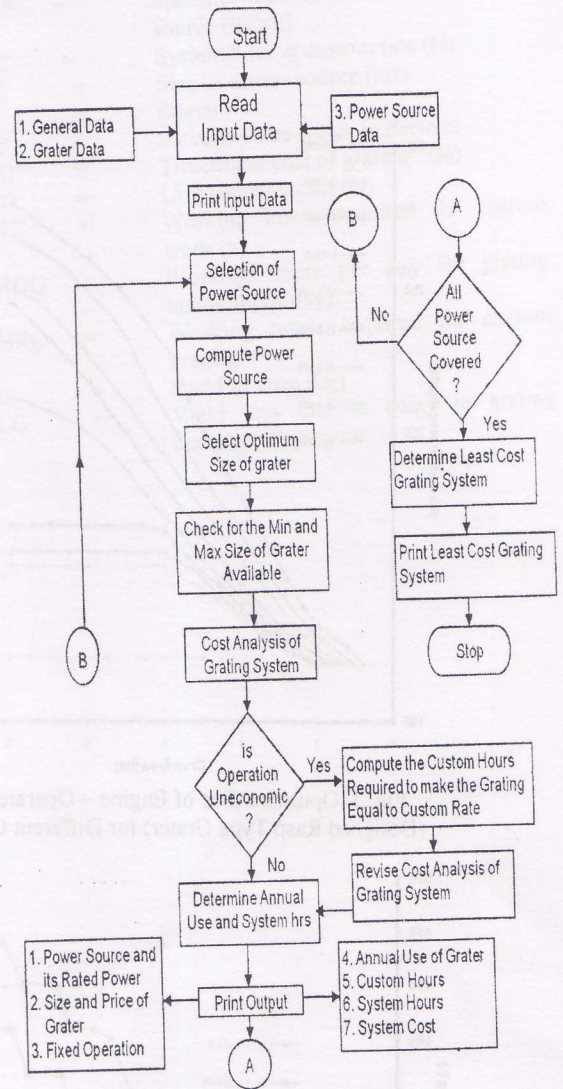 Start
Read
Input Data
1. General Data
2. Grater Data
3. Power Source
Data
Print Input Data
Selection of
Power Source
Compute Power
Source
Select Optimum
Size of grater
Check for the Min and
Max Size of Grater
Available
Cost Analysis of
Grating System
B
is
Operation
Uneconomic
?
Yes
Compute the Custom Hours
Required to make the Grating
Equal to Custom Rate
Revise Cost Analysis of
Grating System
No
Determine Annual
Use and System hrs
Print Output
1. Power Source and
its Rated Power
2. Size and Price of
Grater
3. Fixed Operation
4. Annual Use of Grater
5. Custom Hours
6. System Hours
7. System Cost
A
B
A
No
All
Power
Source
Covered
?
Yes
Determine Least Cost
Grating System
Print Least Cost Grating
System
Stop